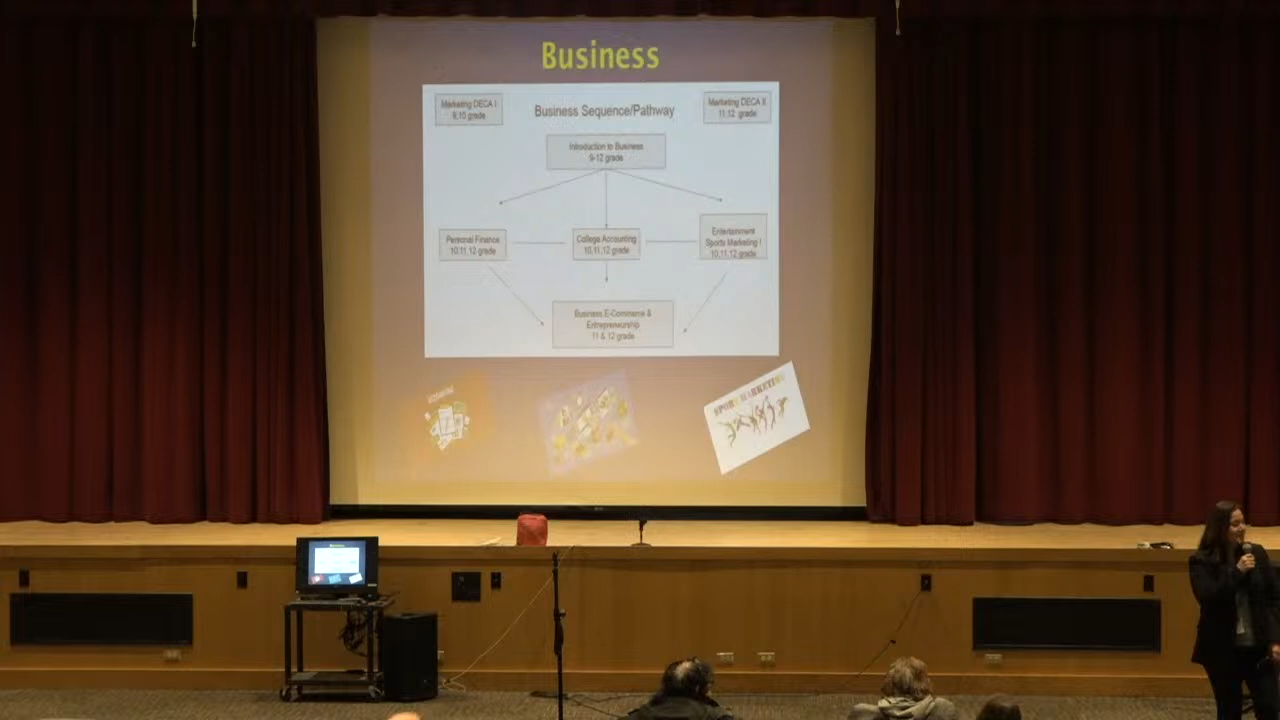 Business
Marketing DECA I
9,10 grade
Business Sequence/Pathway
Marketing DECA II
11,12 grade
Introduction to Business
9-12 grade
Personal Finance
10,11,12 grade
College Accounting
10,11,12 grade
Entertainment
Sports Marketing I
10,11,12 grade
Business E-Commerce &
Entrepreneurship
11 & 12 grade
SPORT MARKETING